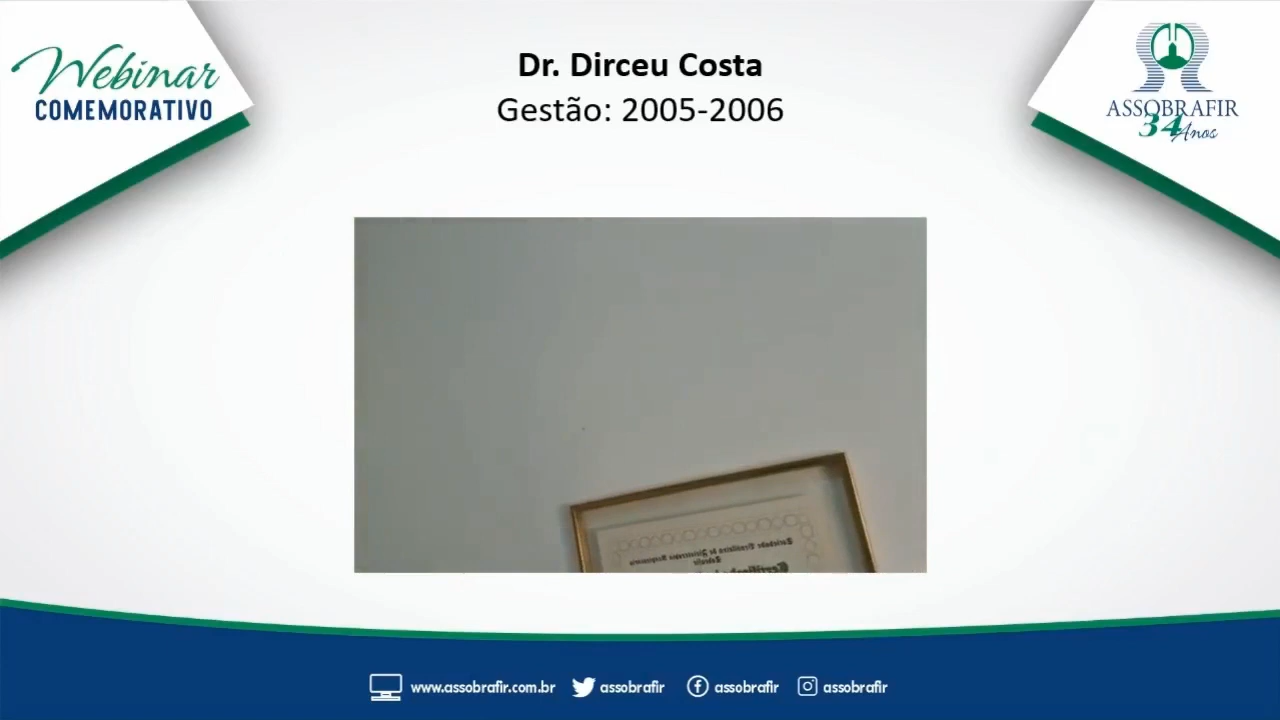 Webinar
COMEMORATIVO
Dr. Dirceu Costa
Gestão: 2005-2006
ASSOBRAFIR
34 Anos
www.assobrafir.com.br
assobrafir
assobrafir
assobrafir